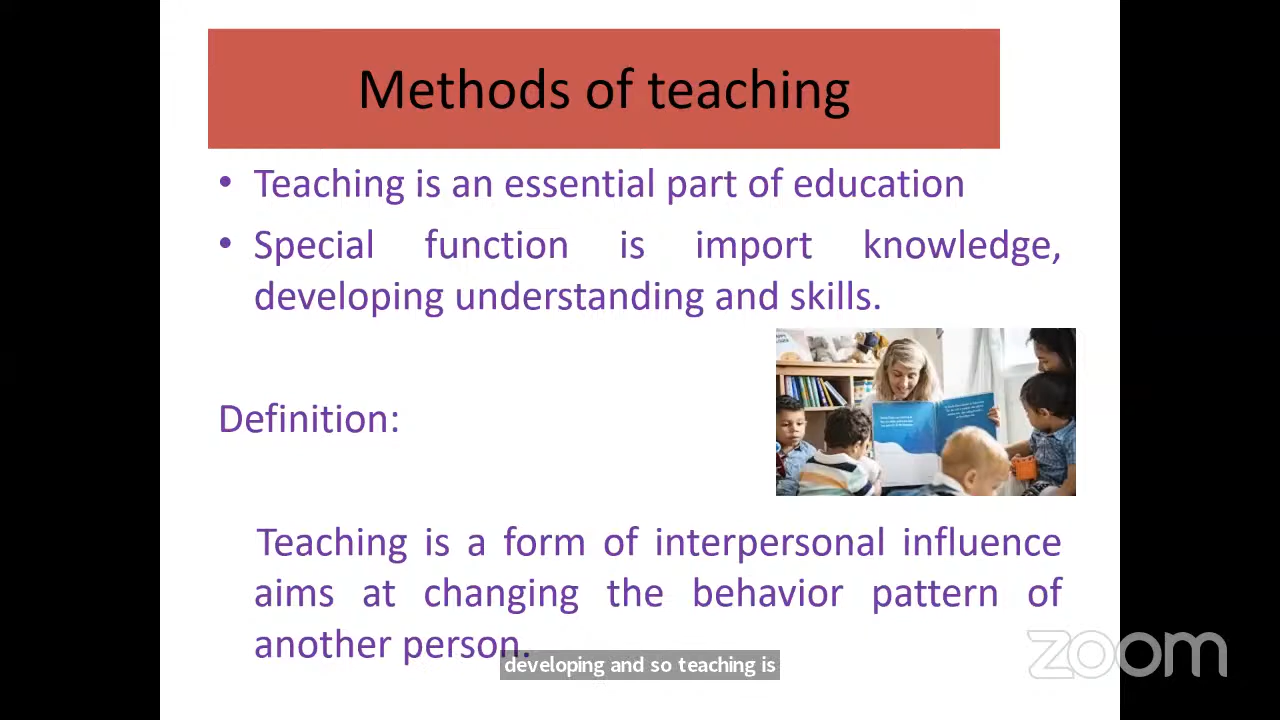 Methods of teaching
• Teaching is an essential part of education
• Special function is import knowledge,
developing understanding and skills.
Definition:
Teaching is a form of interpersonal influence
aims at changing the behavior pattern of
another person.
developing and so teaching is
zoom